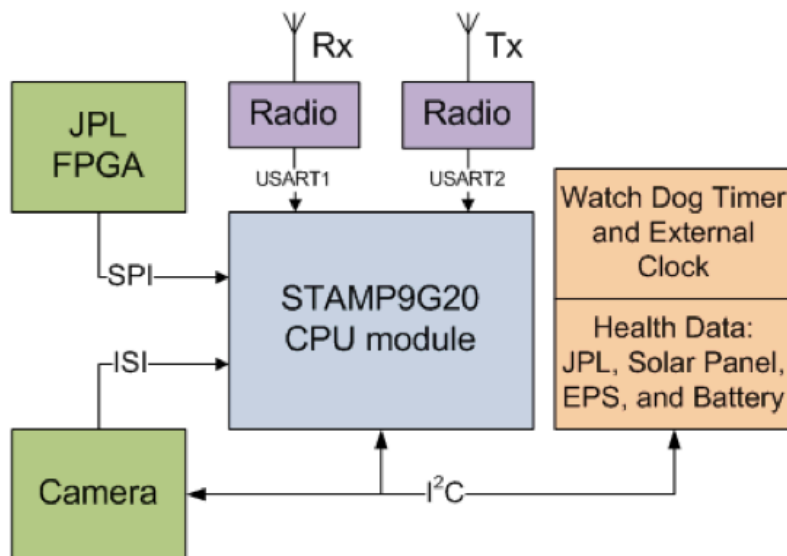 Rx
Tx
JPL
FPGA
Radio
Radio
USART1
USART2
Watch Dog Timer
and External
Clock
SPI
STAMP9G20
CPU module
Health Data:
JPL, Solar Panel,
EPS, and Battery
ISI
Camera
I²C